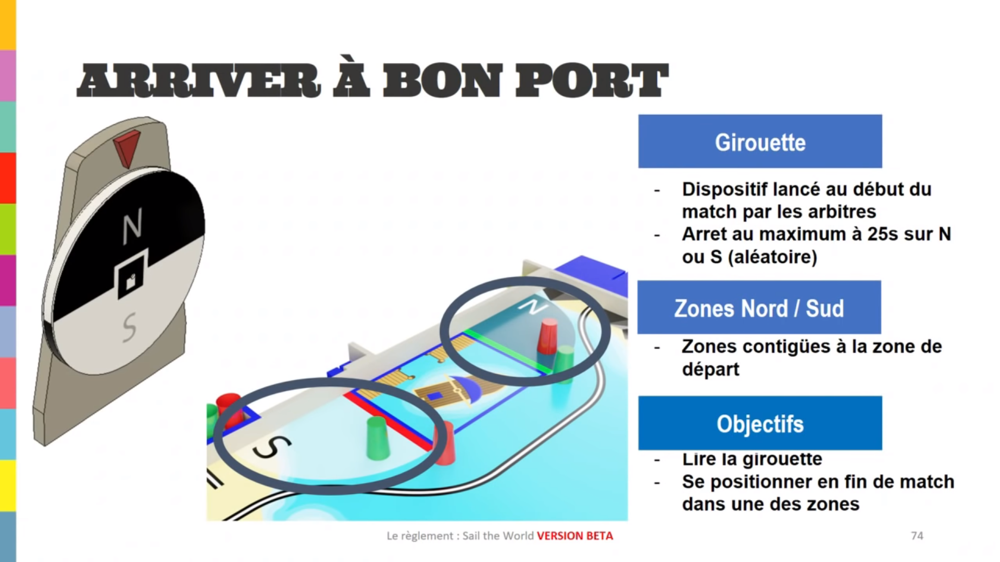 ARRIVER À BON PORT
N
S
N
S
Girouette
- Dispositif lancé au début du
match par les arbitres
- Arret au maximum à 25s sur N
ou S (aléatoire)
Zones Nord / Sud
- Zones contigües à la zone de
départ
Objectifs
- Lire la girouette
- Se positionner en fin de match
dans une des zones
Le règlement : Sail the World VERSION BETA
74